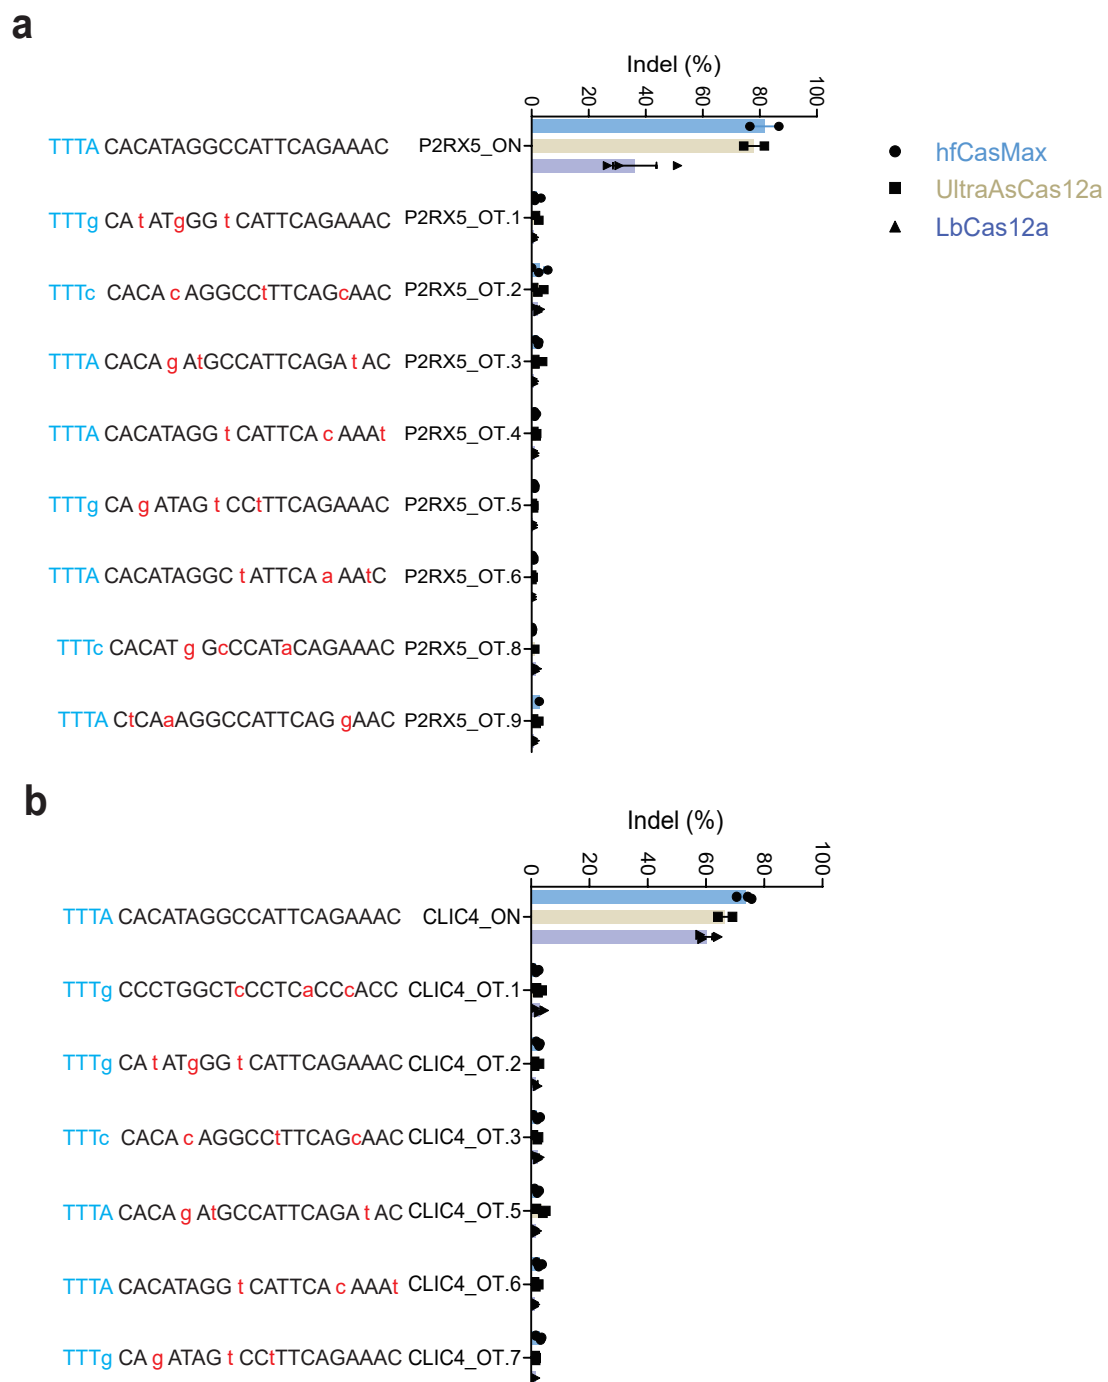 a
Indel (%)
0 20 40 60 80 100
TTTA CACATAGGCCATTCAGAAAC P2RX5_ON
hfCasMax
UltraAsCas12a
LbCas12a
TTTg CA t ATgGG t CATTCAGAAAC P2RX5_OT.1
TTTc CACA c AGGCCtTTCAGcAAC P2RX5_OT.2
TTTA CACA g AtGCCATTCAGA t AC P2RX5_OT.3
TTTA CACATAGG t CATTCA c AAAt P2RX5_OT.4
TTTg CA g ATAG t CCtTTCAGAAAC P2RX5_OT.5
TTTA CACATAGGC t ATTCA a AAtC P2RX5_OT.6
TTTc CACAT g GcCCATaCAGAAAC P2RX5_OT.8
TTTA CtCAaAGGCCATTCAG gAAC P2RX5_OT.9
b
Indel (%)
0 20 40 60 80 100
TTTA CACATAGGCCATTCAGAAAC CLIC4_ON
TTTg CCCTGGCTcCCTCaCCcACC CLIC4_OT.1
TTTg CA t ATgGG t CATTCAGAAAC CLIC4_OT.2
TTTc CACA c AGGCCtTTCAGcAAC CLIC4_OT.3
TTTA CACA g AtGCCATTCAGA t AC CLIC4_OT.5
TTTA CACATAGG t CATTCA c AAAt CLIC4_OT.6
TTTg CA g ATAG t CCtTTCAGAAAC CLIC4_OT.7